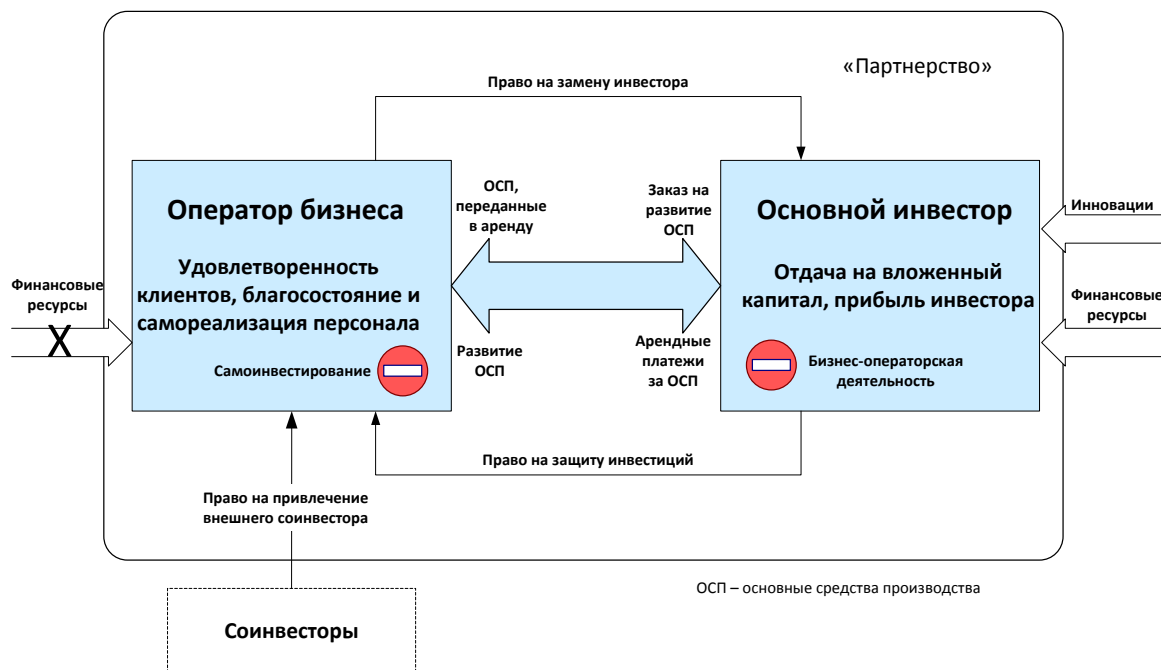 «Партнерство»
Право на замену инвестора
Оператор бизнеса
Удовлетворенность
клиентов, благосостояние и
самореализация персонала
Самоинвестирование
ОСП,
переданные
в аренду
Заказ на
развитие
ОСП
Развитие
ОСП
Арендные
платежи
за ОСП
Основной инвестор
Отдача на вложенный
капитал, прибыль инвестора
Бизнес-операторская
деятельность
Инновации
Финансовые
ресурсы
Финансовые
ресурсы
X
Право на защиту инвестиций
Право на привлечение
внешнего соинвестора
ОСП – основные средства производства
Соинвесторы